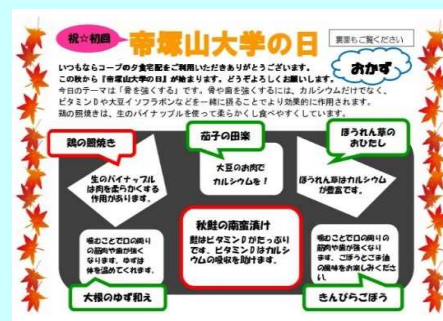 祝☆初回
帝塚山大学の日
裏面もご覧ください
おかず
いつもならコープの夕食宅配をご利用いただきありがとうございます。
この秋から『帝塚山大学の日』が始まります。どうぞよろしくお願いします。
今日のテーマは「骨を強くする」です。骨や歯を強くするには、カルシウムだけでなく、
ビタミンDや大豆イソフラボンなどを一緒に摂ることでより効果的に作用されます。
鶏の照焼きは、生のパイナップルを使って柔らかくし食べやすくしています。
鶏の照焼き
生のパイナップル
は肉を柔らかくする
作用があります。
茄子の田楽
大豆のお肉で
カルシウムを!
ほうれん草の
おひたし
ほうれん草はカルシウム
が豊富です。
噛むことで口の周り
の筋肉や歯が強く
なります。ゆずは
体を温めてくれます。
大根のゆず和え
秋鮭の南蛮漬け
鮭はビタミンDがたっぷり
です。ビタミンDはカルシ
ウムの吸収を助けます。
噛むことで口の周りの
筋肉や歯が強くなり
ます。ごぼうとごま油
の風味をお楽しみくださ
い。
きんぴらごぼう